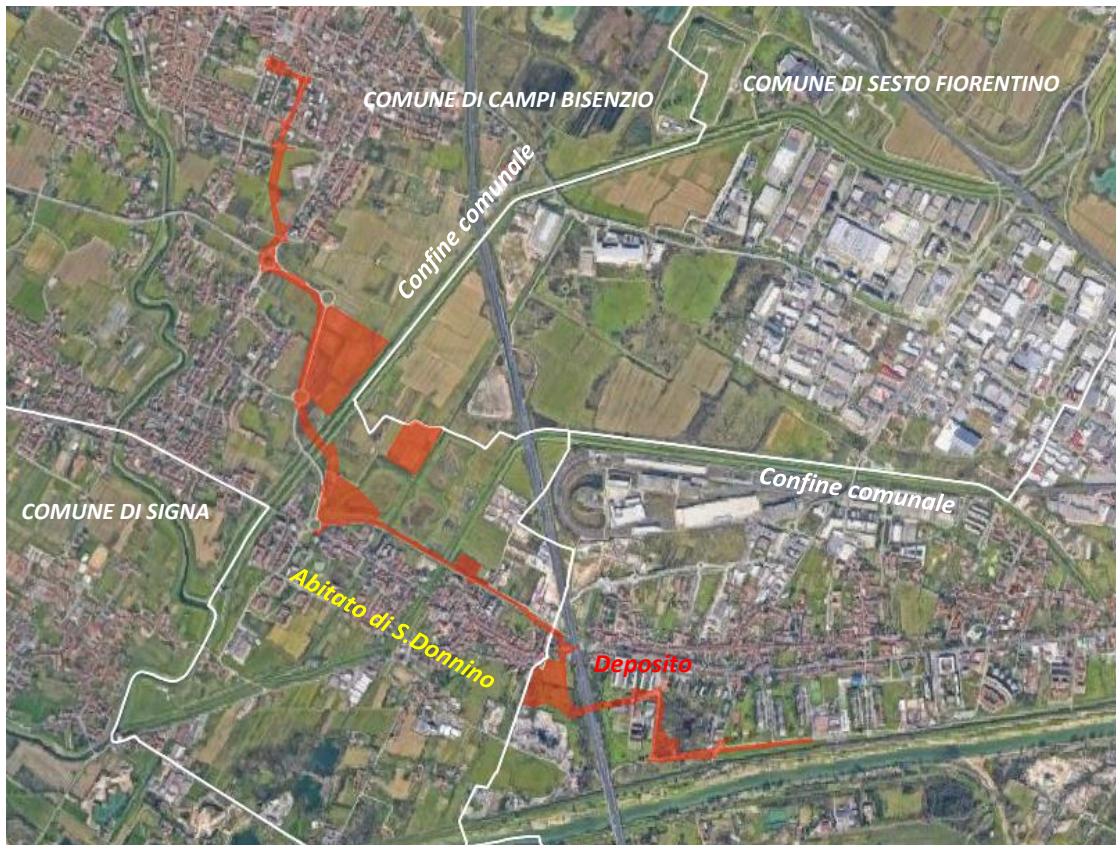 COMUNE DI SESTO FIORENTINO
COMUNE DI CAMPI BISENZIO
Confine comunale
Confine comunale
COMUNE DI SIGNA
Abitato di S.Donnino
Deposito